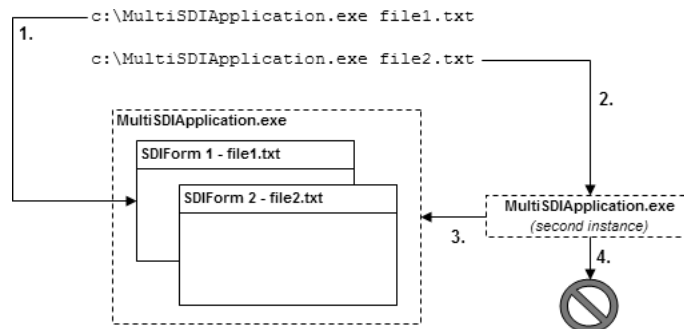 c:\MultiSDIApplication.exe file1.txt
1.
c:\MultiSDIApplication.exe file2.txt
2.
MultiSDIApplication.exe
SDIForm 1 - file1.txt
SDIForm 2 - file2.txt
MultiSDIApplication.exe
(second instance)
3.
4.